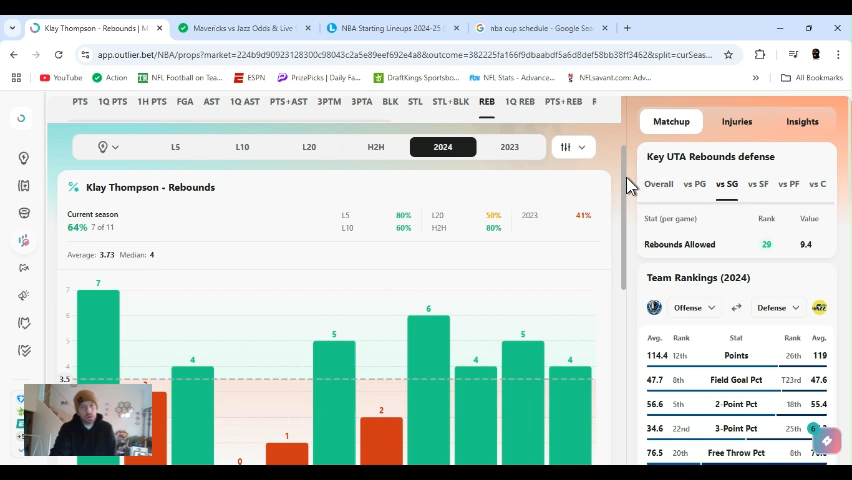 Klay Thompson - Rebounds | M
Mavericks vs Jazz Odds & Live
NBA Starting Lineups 2024-25
nba cup schedule - Google Sea
app.outlier.bet/NBA/props?market=224b9d90923128300c98043c2a5e89eef692e4a8&outcome=382225fa166f9dbaabdf5a6d8def58bb38ff3462&split=curSeas...
YouTube Action NFL Football on Tea... ESPN PrizePicks | Daily Fa... DraftKings Sportsbo... NFL Stats - Advance... NFLsavant.com: Adv... All Bookmarks
PTS 1Q PTS 1H PTS FGA AST 1Q AST PTS+AST 3PTM 3PTA BLK STL STL+BLK REB 1Q REB PTS+REB
L5 L10 L20 H2H 2024 2023
Klay Thompson - Rebounds
Current season
64% 7 of 11
L5 80% L20 50% 2023 41%
L10 60% H2H 80%
Average: 3.73 Median: 4
7
6
5
4
3.5
7
4
0
1
5
2
6
4
5
4
Matchup Injuries Insights
Key UTA Rebounds defense
Overall vs PG vs SG vs SF vs PF vs C
Stat (per game) Rank Value
Rebounds Allowed 29 9.4
Team Rankings (2024)
Offense Defense
Avg. Rank Stat Rank Avg.
114.4 12th Points 26th 119
47.7 8th Field Goal Pct T23rd 47.6
56.6 5th 2-Point Pct 18th 55.4
34.6 22nd 3-Point Pct 25th
76.5 20th Free Throw Pct 8th